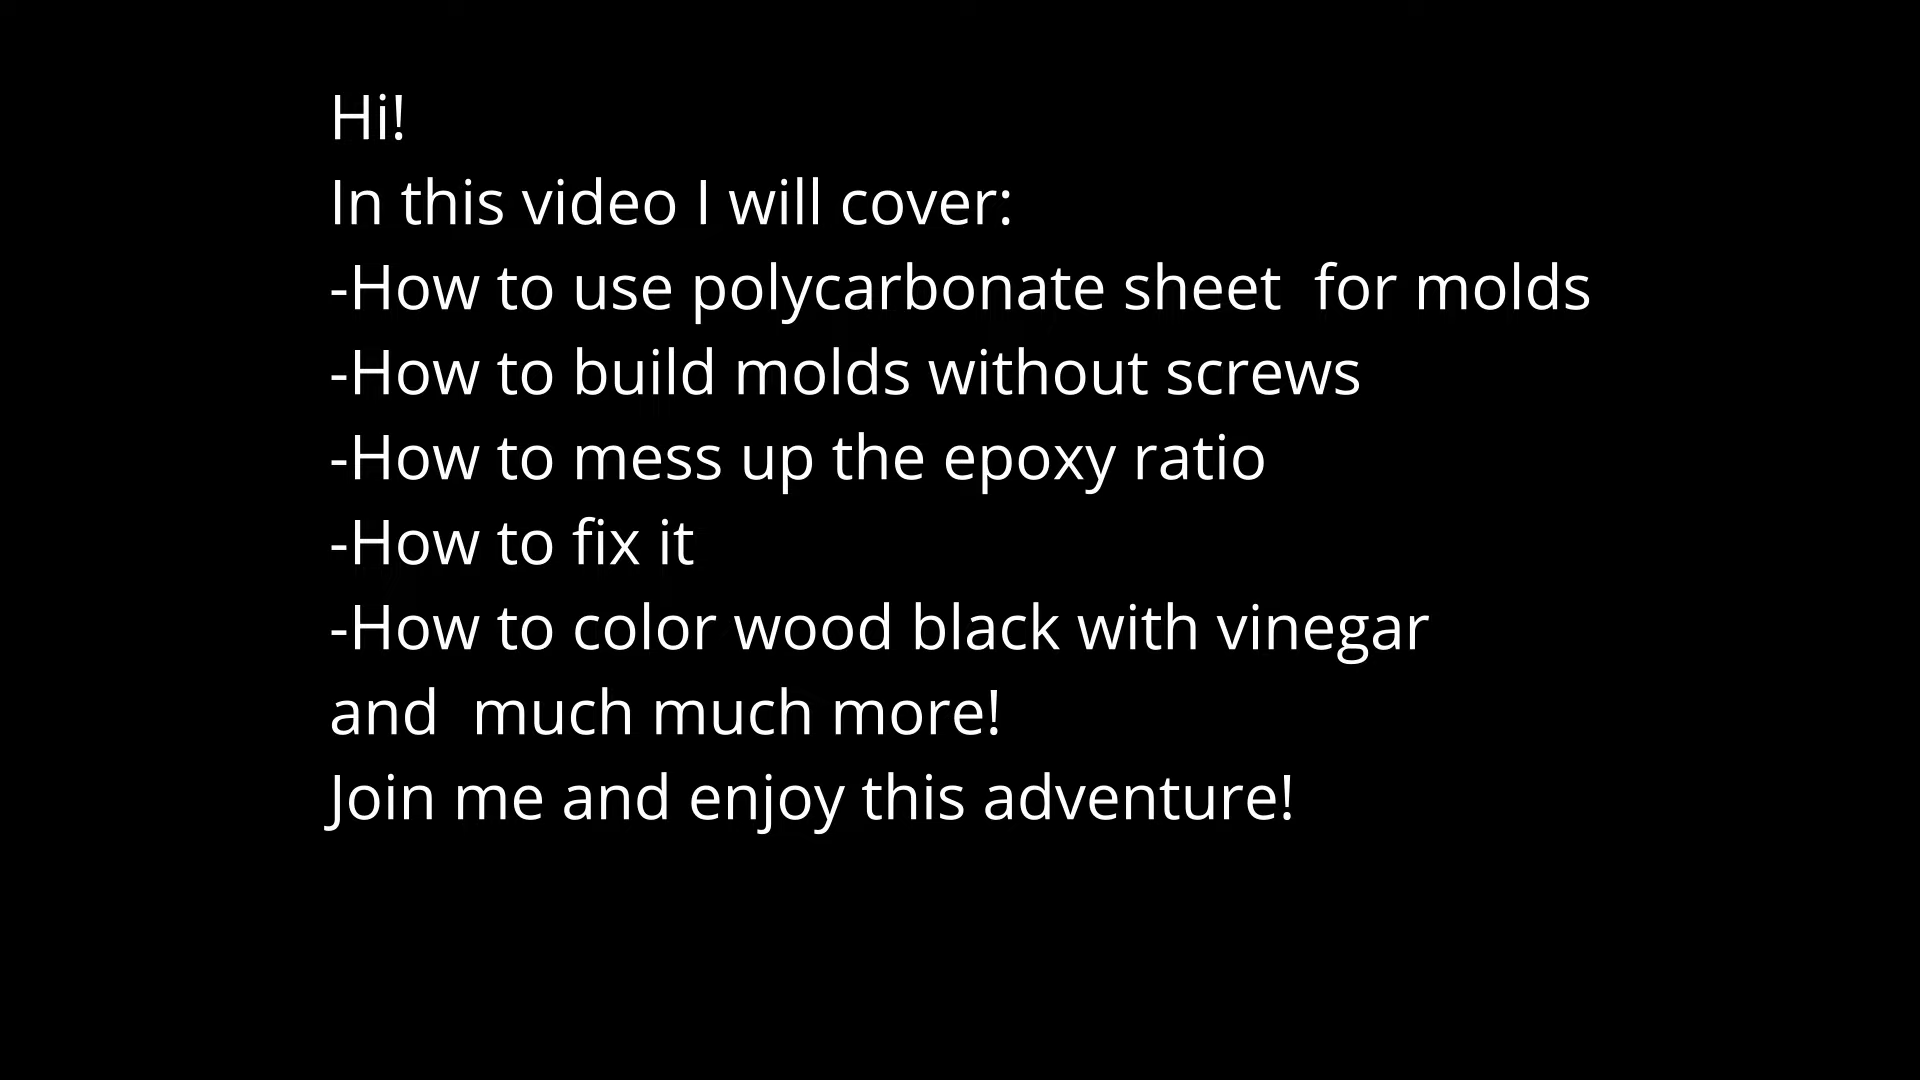 Hi!
In this video I will cover:
-How to use polycarbonate sheet  for molds
-How to build molds without screws
-How to mess up the epoxy ratio
-How to fix it
-How to color wood black with vinegar
and  much much more!
Join me and enjoy this adventure!